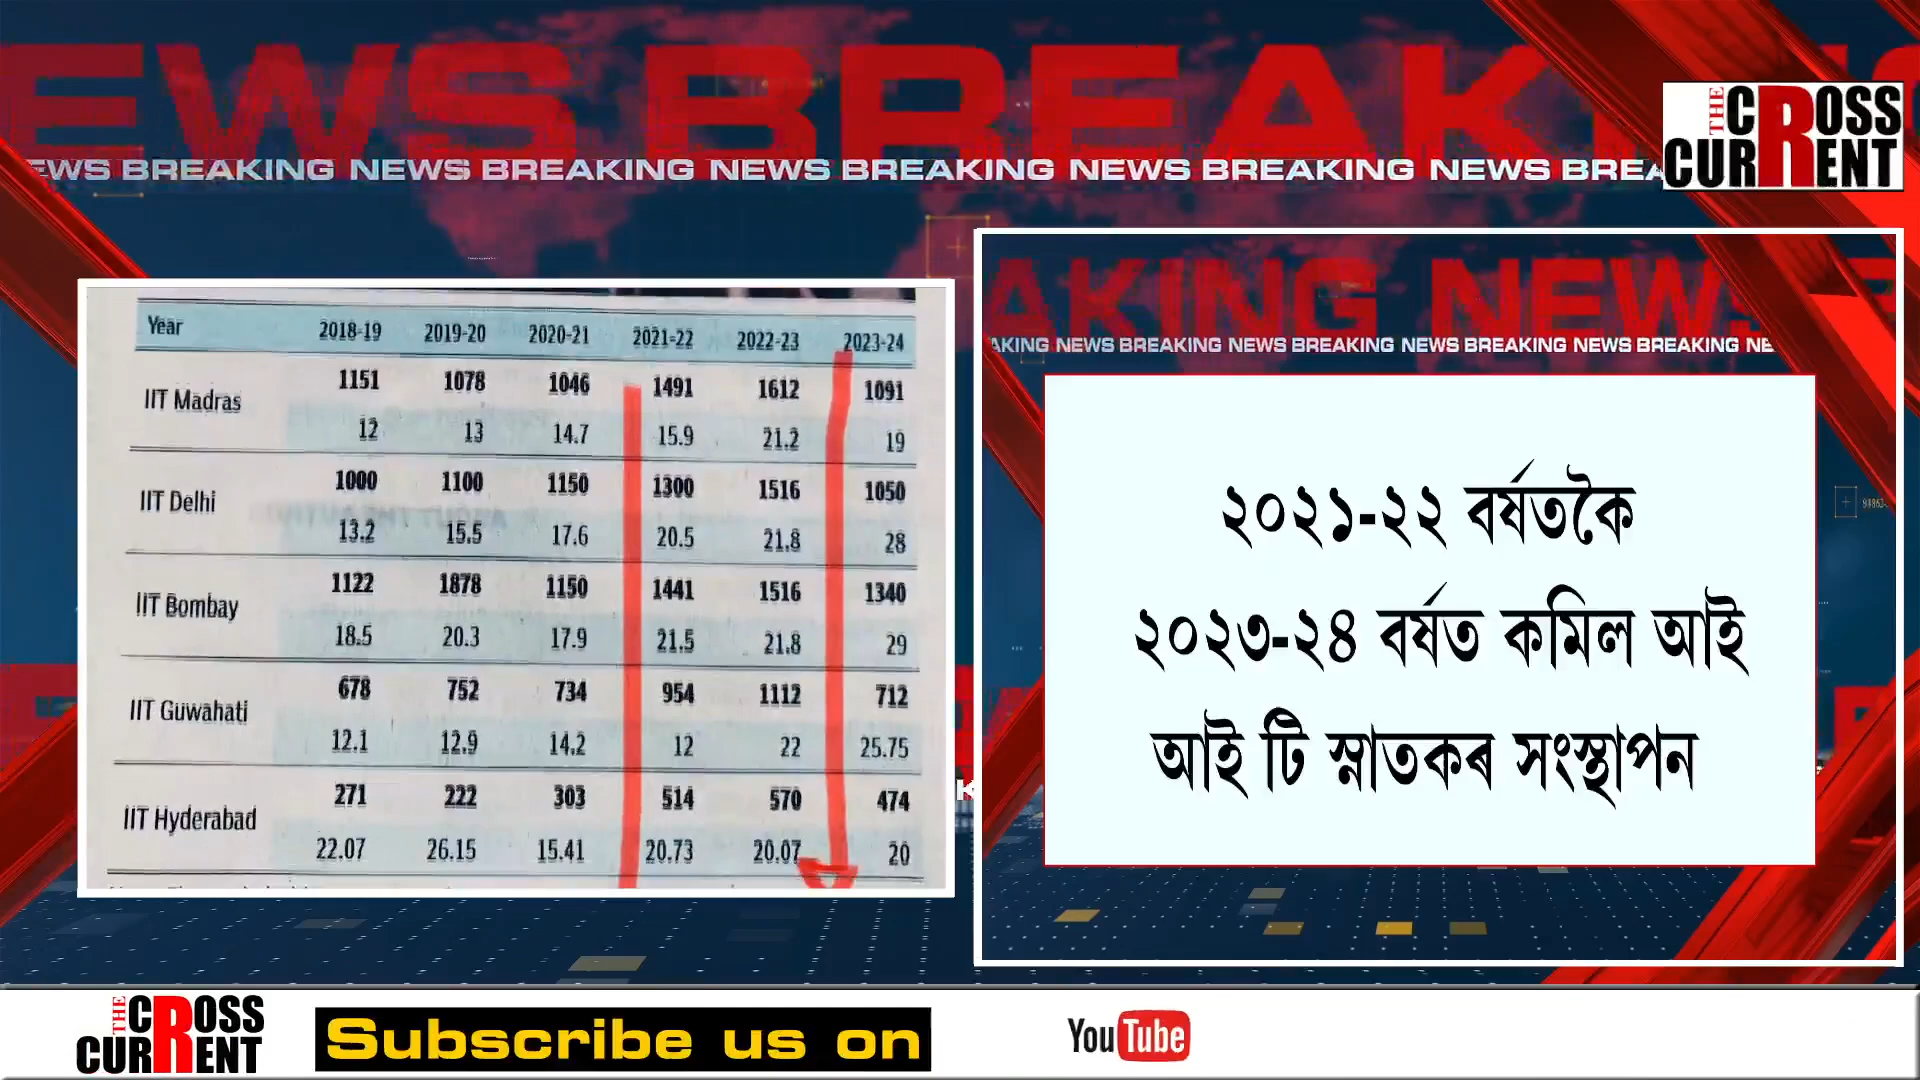 EWS BREAKI
EWS BREAKING NEWS BREAKING NEWS BREAKING NEWS BREAKING NEWS BREA
THE CROSS
CURRENT
Year 2018-19 2019-20 2020-21 2021-22 2022-23 2023-24
IIT Madras 1151 1078 1046 1491 1612 1091
12 13 14.7 15.9 21.2 19
IIT Delhi 1000 1100 1150 1300 1516 1050
13.2 15.5 17.6 20.5 21.8 28
IIT Bombay 1122 1878 1150 1441 1516 1340
18.5 20.3 17.9 21.5 21.8 29
IIT Guwahati 678 752 734 954 1112 712
12.1 12.9 14.2 12 22 25.75
IIT Hyderabad 271 222 303 514 570 474
22.07 26.15 15.41 20.73 20.07 20
AKING NEWS
AKING NEWS BREAKING NEWS BREAKING NEWS BREAKING NEWS BREAKING NE
২০২১-২২ বৰ্ষতকৈ
২০২৩-২৪ বৰ্ষত কমিল আই
আই টি স্নাতকৰ সংস্থাপন
THE CROSS
CURRENT
Subscribe us on
YouTube